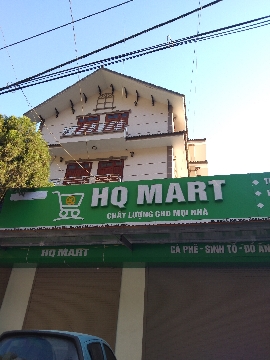 HQ MART
CHẤT LƯỢNG CHO MỌI NHÀ
HQ MART
CÀ PHÊ - SINH TỐ - ĐỒ ĂN